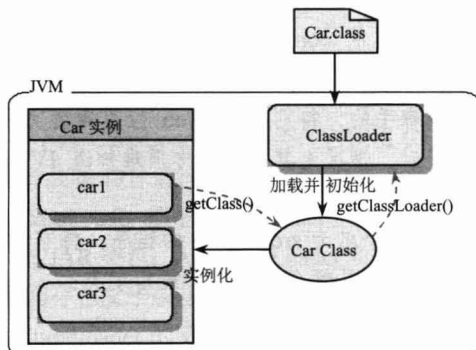 Car.class
JVM
Car 实例
ClassLoader
car1
加载并 初始化
getClass()
getClassLoader()
car2
Car Class
实例化
car3